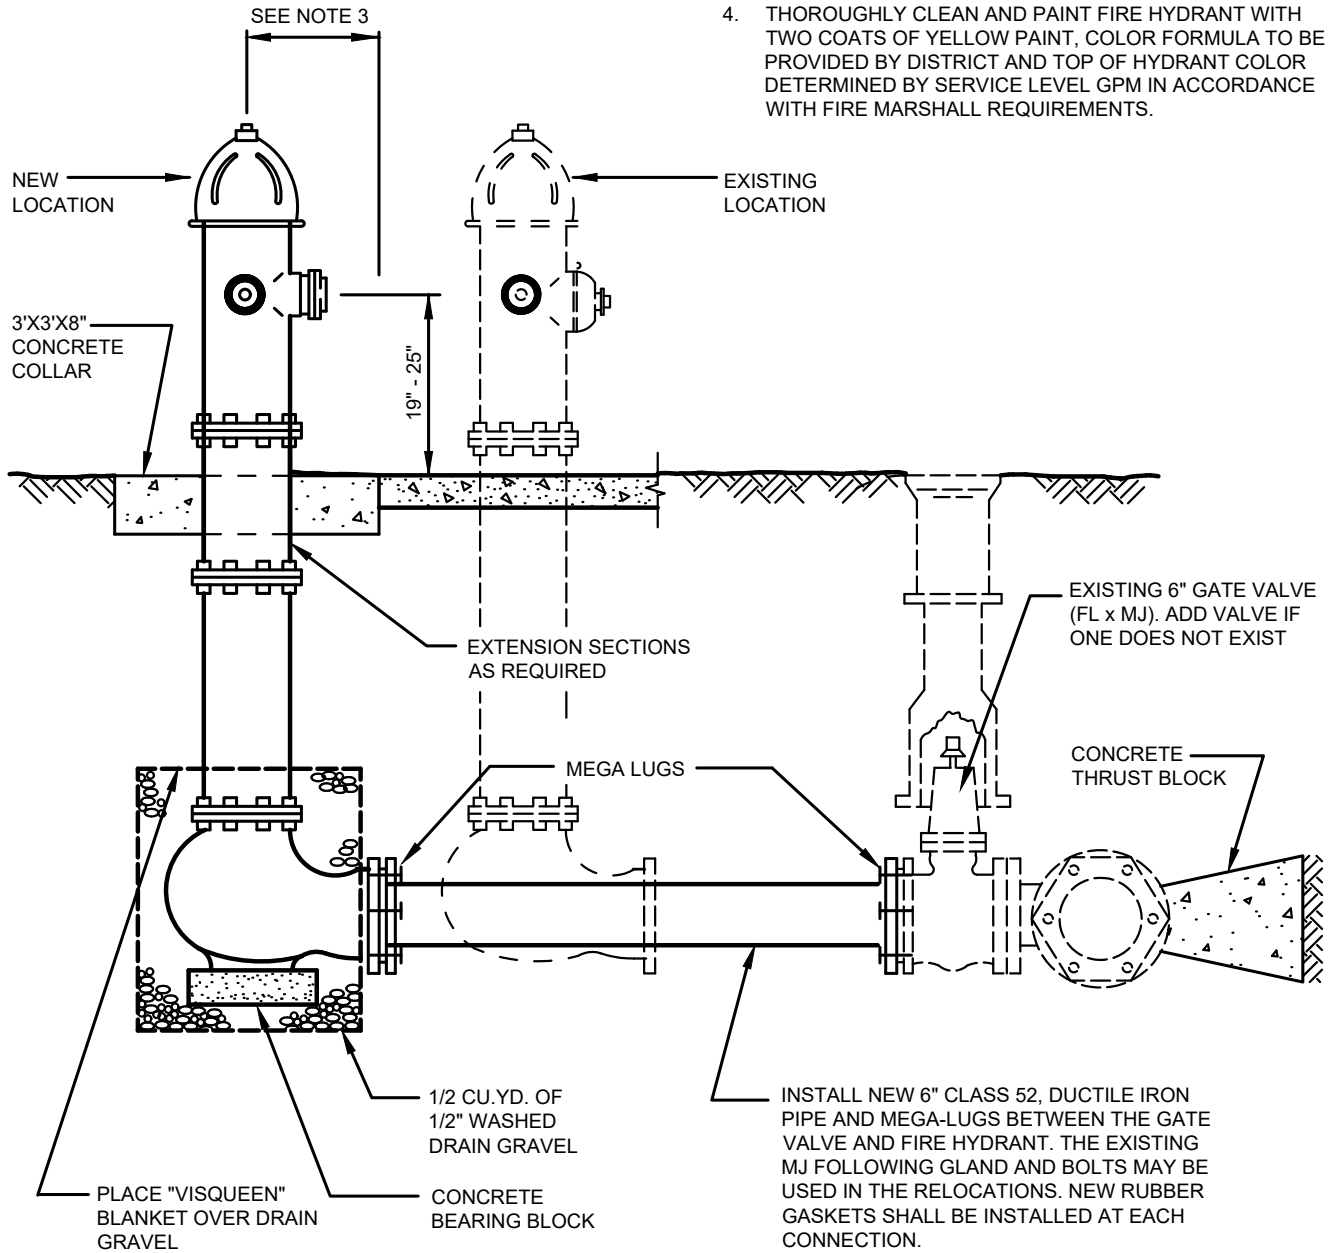 SEE NOTE 3
4. THOROUGHLY CLEAN AND PAINT FIRE HYDRANT WITH
TWO COATS OF YELLOW PAINT, COLOR FORMULA TO BE
PROVIDED BY DISTRICT AND TOP OF HYDRANT COLOR
DETERMINED BY SERVICE LEVEL GPM IN ACCORDANCE
WITH FIRE MARSHALL REQUIREMENTS.
NEW
LOCATION
EXISTING
LOCATION
3'X3'X8"
CONCRETE
COLLAR
19" - 25"
EXISTING 6" GATE VALVE
(FL x MJ). ADD VALVE IF
ONE DOES NOT EXIST
EXTENSION SECTIONS
AS REQUIRED
MEGA LUGS
CONCRETE
THRUST BLOCK
1/2 CU.YD. OF
1/2" WASHED
DRAIN GRAVEL
INSTALL NEW 6" CLASS 52, DUCTILE IRON
PIPE AND MEGA-LUGS BETWEEN THE GATE
VALVE AND FIRE HYDRANT. THE EXISTING
MJ FOLLOWING GLAND AND BOLTS MAY BE
USED IN THE RELOCATIONS. NEW RUBBER
GASKETS SHALL BE INSTALLED AT EACH
CONNECTION.
PLACE "VISQUEEN"
BLANKET OVER DRAIN
GRAVEL
CONCRETE
BEARING BLOCK